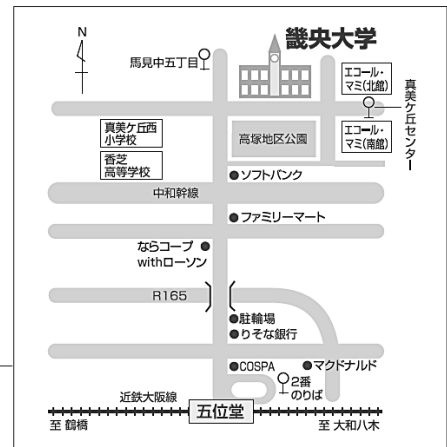 N
馬見中五丁目
畿央大学
エコール・
マミ(北館)
真美ケ丘センター
エコール・
マミ(南館)
真美ケ丘西
小学校
高塚地区公園
香芝
高等学校
ソフトバンク
中和幹線
ファミリーマート
ならコープ
withローソン
R165
駐輪場
りそな銀行
COSPA
マクドナルド
2番
のりば
近鉄大阪線
五位堂
至 鶴橋
至 大和八木